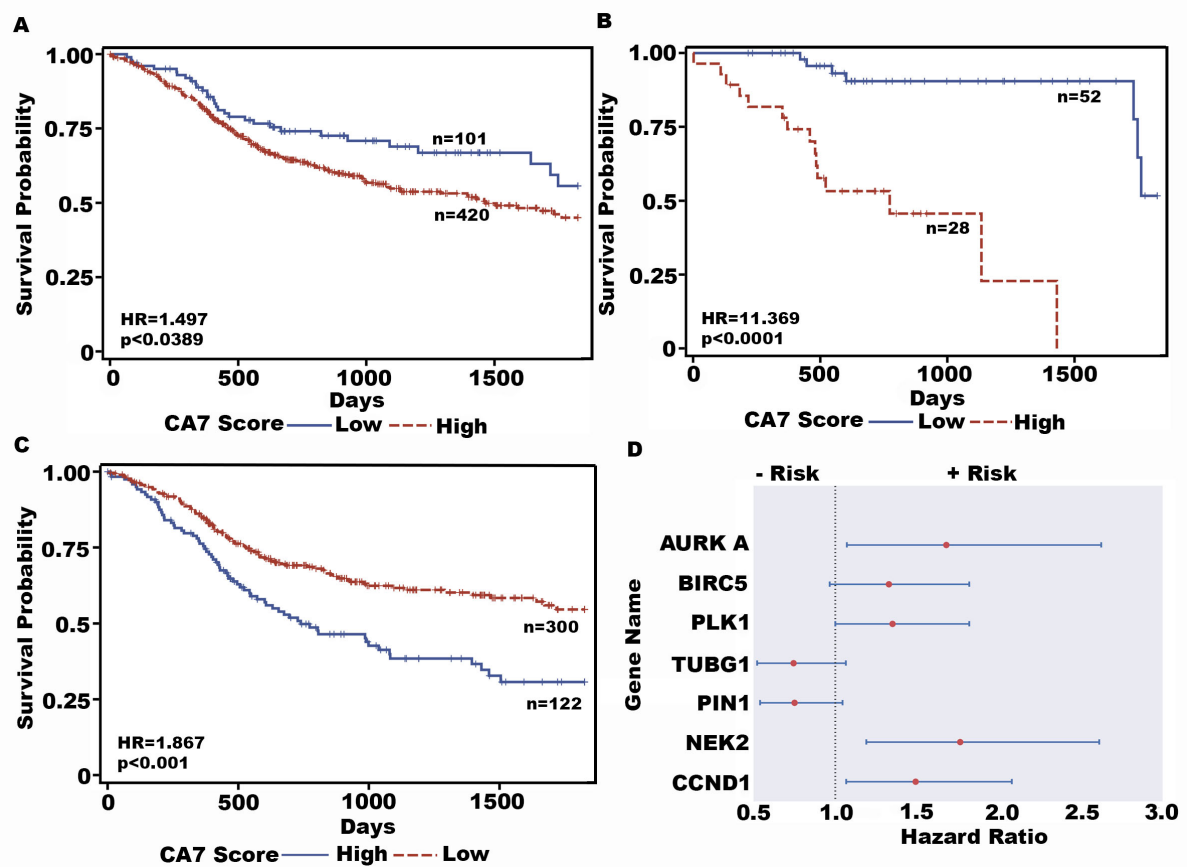 A
Survival Probability
1.00
0.75
0.5
0.25
0
n=101
n=420
HR=1.497
p<0.0389
0 500 1000 1500
Days
CA7 Score Low High
B
Survival Probability
1.00
0.75
0.5
0.25
0
n=52
n=28
HR=11.369
p<0.0001
0 500 1000 1500
Days
CA7 Score Low High
C
Survival Probability
1.00
0.75
0.5
0.25
0
n=300
n=122
HR=1.867
p<0.001
0 500 1000 1500
Days
CA7 Score High Low
D
- Risk + Risk
Gene Name
AURK A
BIRC5
PLK1
TUBG1
PIN1
NEK2
CCND1
0.5 1.0 1.5 2.0 2.5 3.0
Hazard Ratio